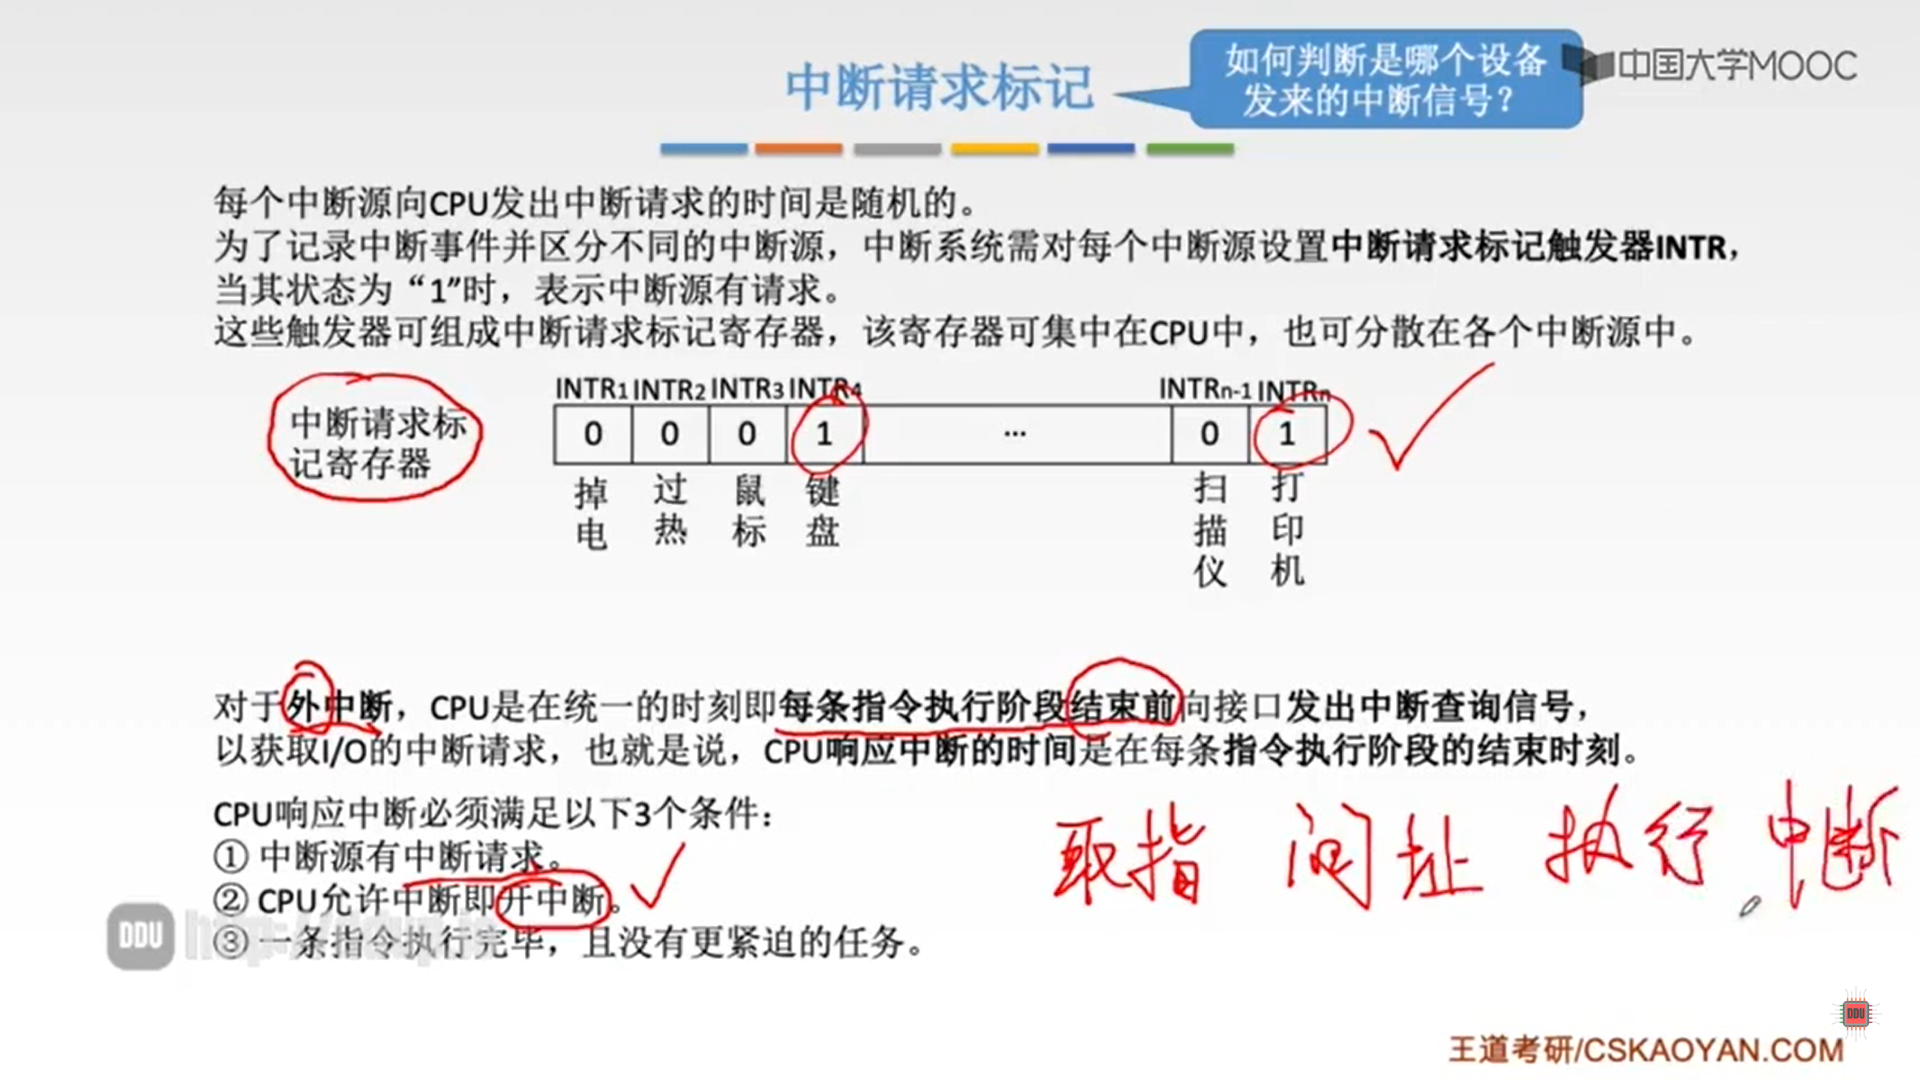 中断请求标记
如何判断是哪个设备
发来的中断信号？
中国大学MOOC
每个中断源向CPU发出中断请求的时间是随机的。
为了记录中断事件并区分不同的中断源，中断系统需对每个中断源设置中断请求标记触发器INTR，
当其状态为“1”时，表示中断源有请求。
这些触发器可组成中断请求标记寄存器，该寄存器可集中在CPU中，也可分散在各个中断源中。
INTR1 INTR2 INTR3 INTR4 INTRn-1 INTRn
中断请求标
记寄存器
0 0 0 1 ... 0 1
掉电 过热 鼠标 键盘 扫描仪 打印机
对于外中断，CPU是在统一的时刻即每条指令执行阶段结束前向接口发出中断查询信号，
以获取I/O的中断请求，也就是说，CPU响应中断的时间是在每条指令执行阶段的结束时刻。
CPU响应中断必须满足以下3个条件：
① 中断源有中断请求。
② CPU允许中断即开中断。
③ 一条指令执行完毕，且没有更紧迫的任务。
取指 间址 执行 中断
DDU
DDU
王道考研/CSKAOYAN.COM